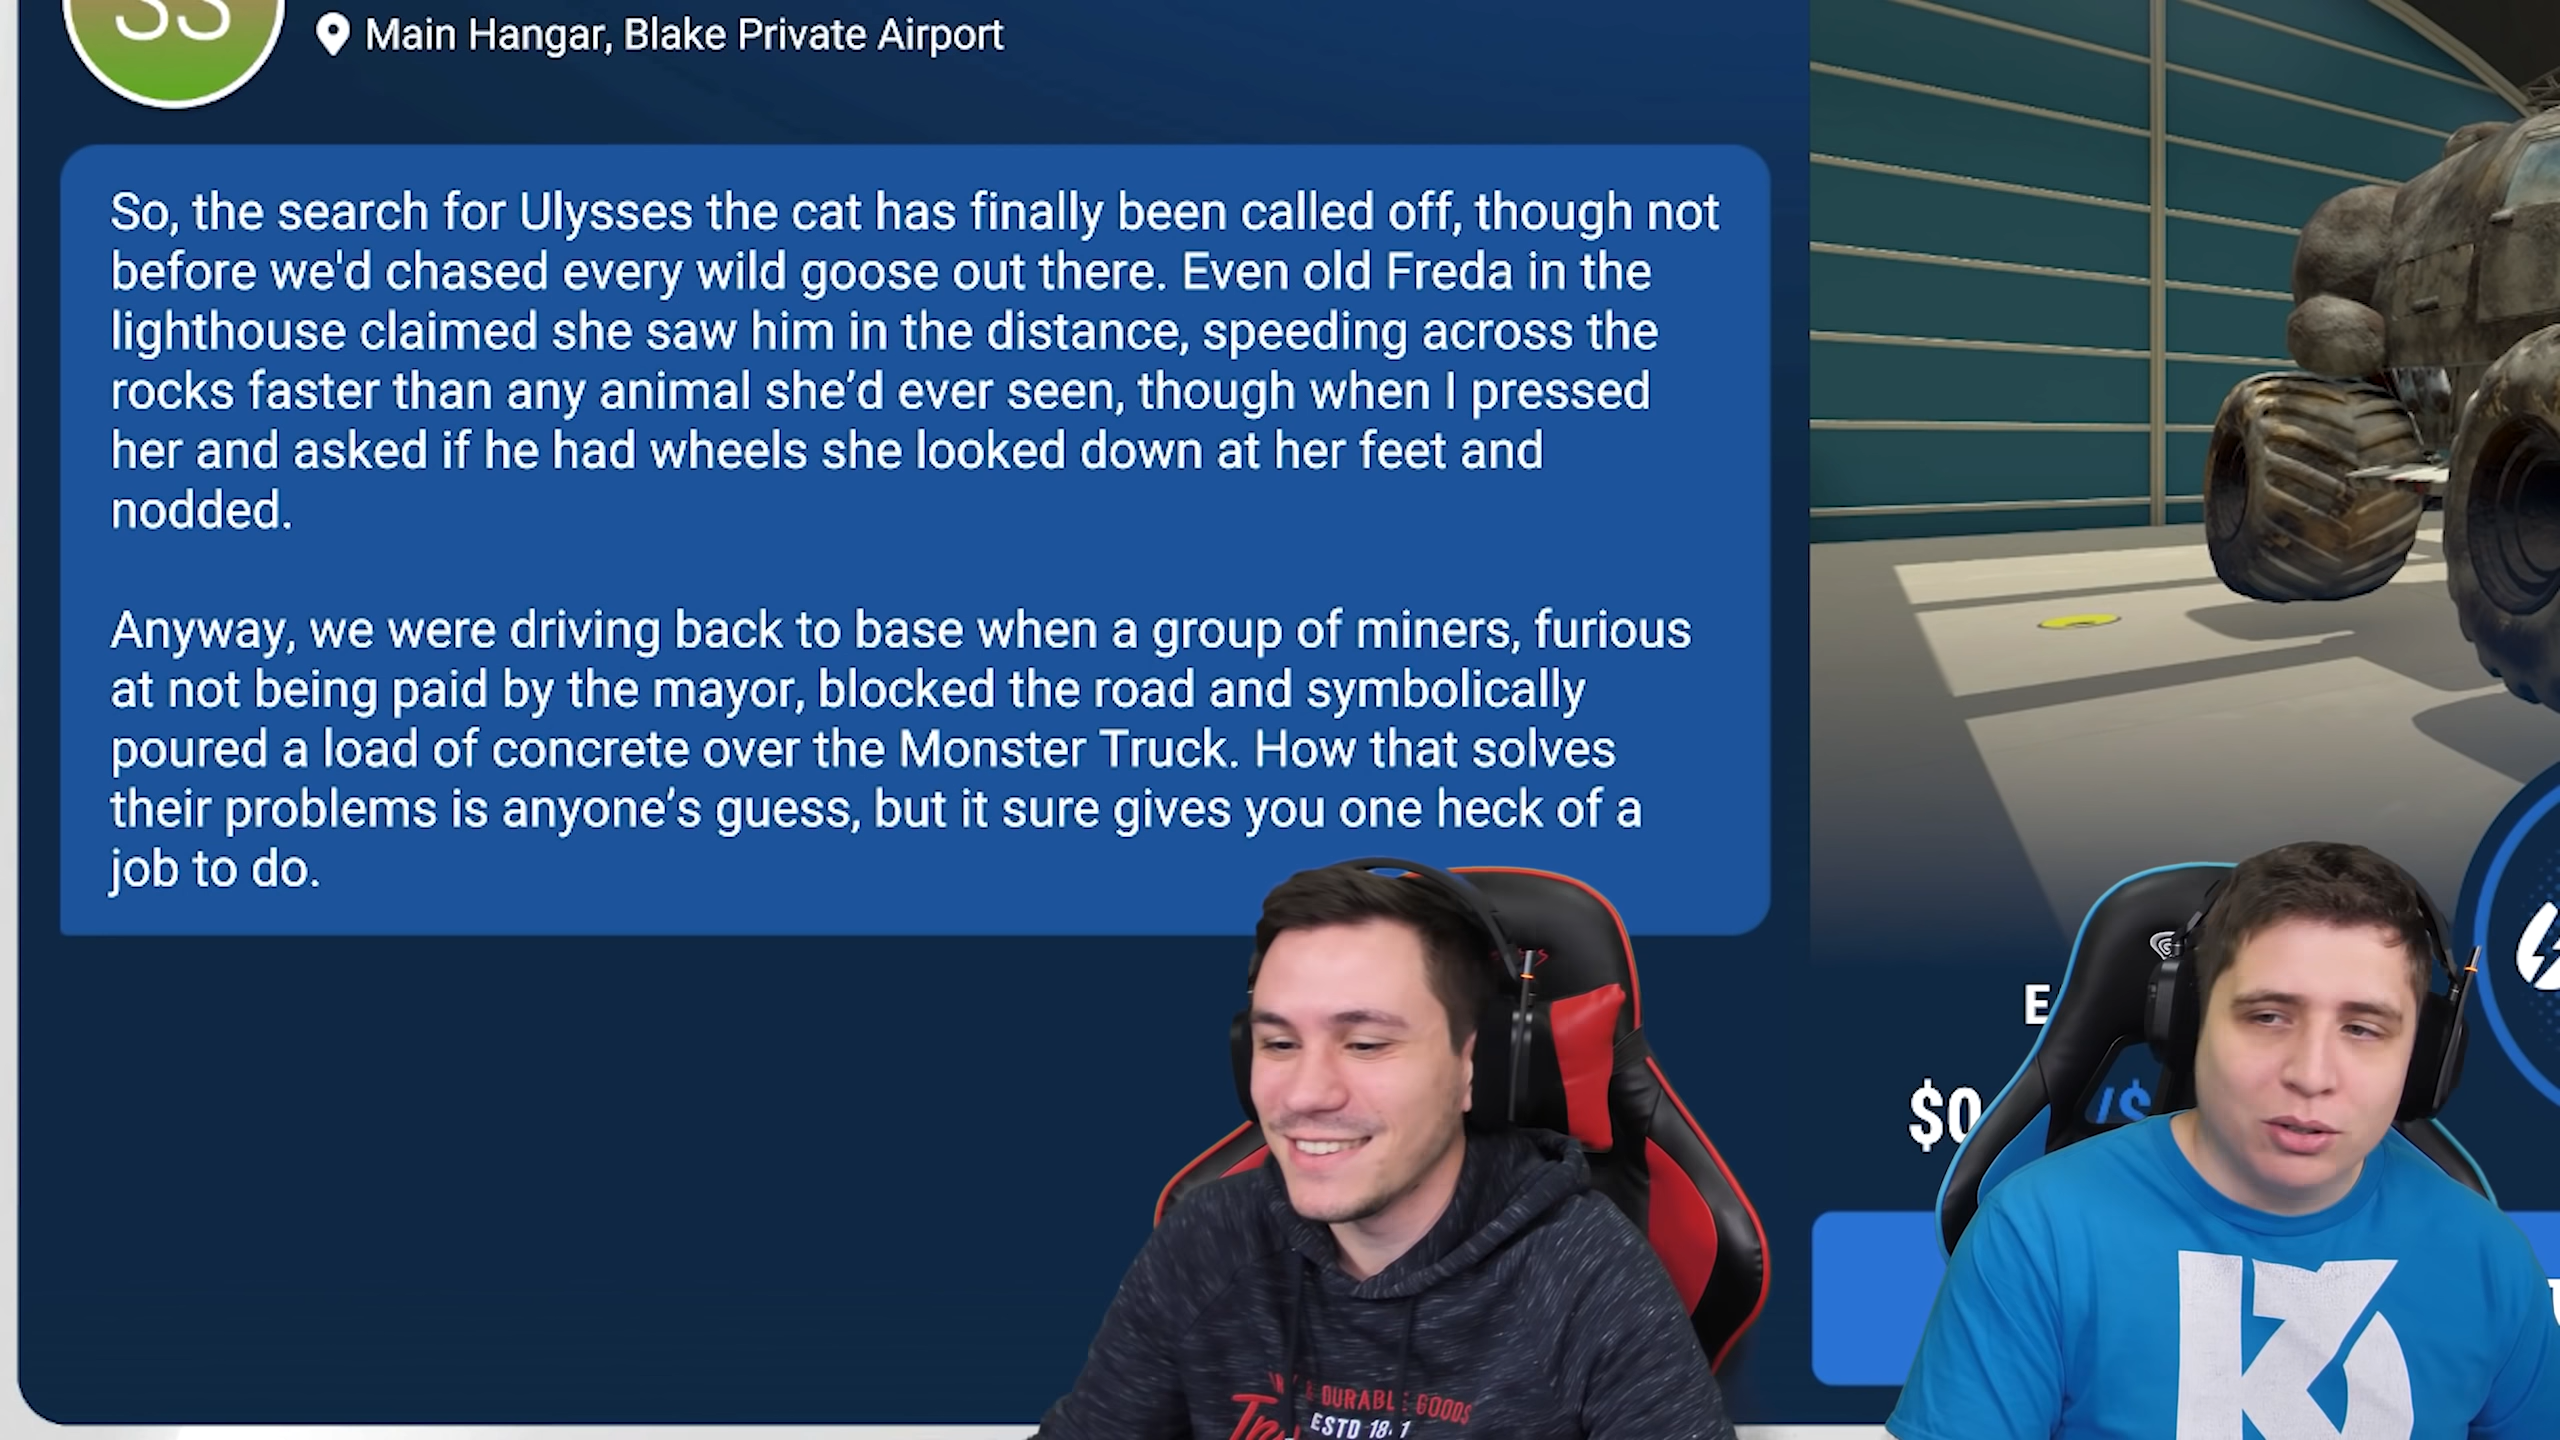 SS
Main Hangar, Blake Private Airport
So, the search for Ulysses the cat has finally been called off, though not
before we'd chased every wild goose out there. Even old Freda in the
lighthouse claimed she saw him in the distance, speeding across the
rocks faster than any animal she’d ever seen, though when I pressed
her and asked if he had wheels she looked down at her feet and
nodded.
Anyway, we were driving back to base when a group of miners, furious
at not being paid by the mayor, blocked the road and symbolically
poured a load of concrete over the Monster Truck. How that solves
their problems is anyone’s guess, but it sure gives you one heck of a
job to do.
$0
/$
DURABLE GOODS
ESTD